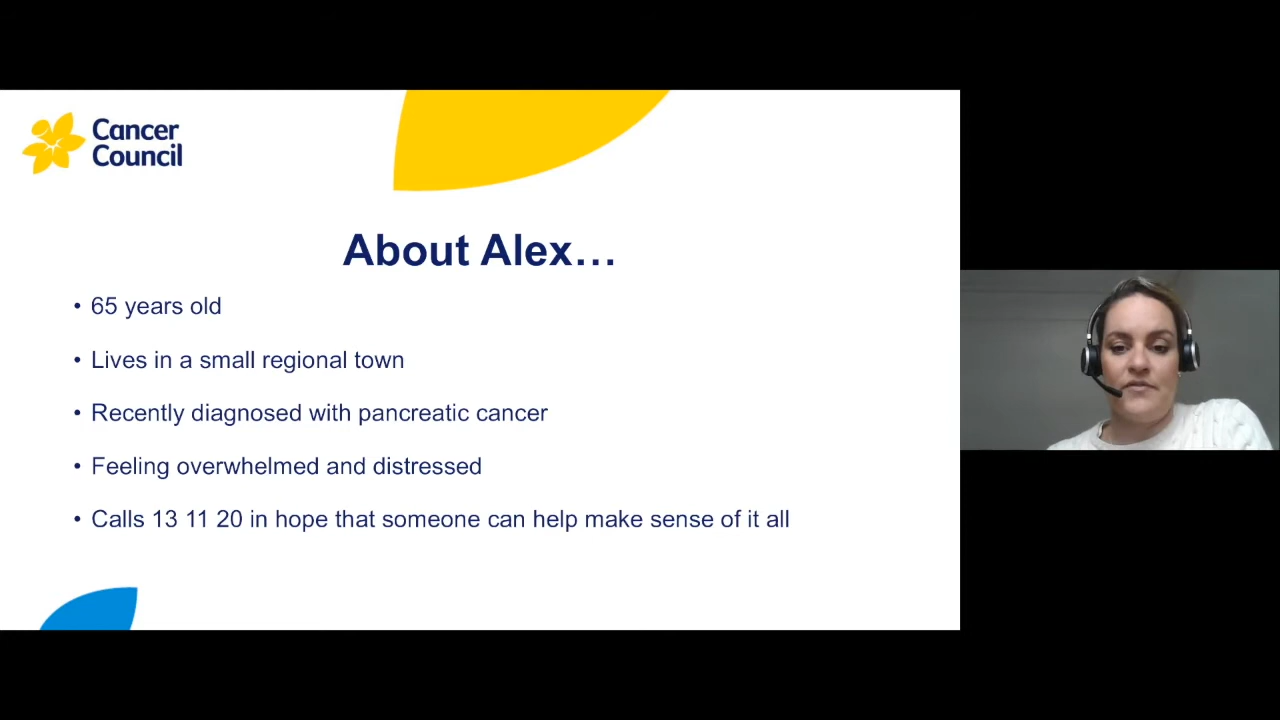 Cancer
Council
About Alex…
• 65 years old
• Lives in a small regional town
• Recently diagnosed with pancreatic cancer
• Feeling overwhelmed and distressed
• Calls 13 11 20 in hope that someone can help make sense of it all